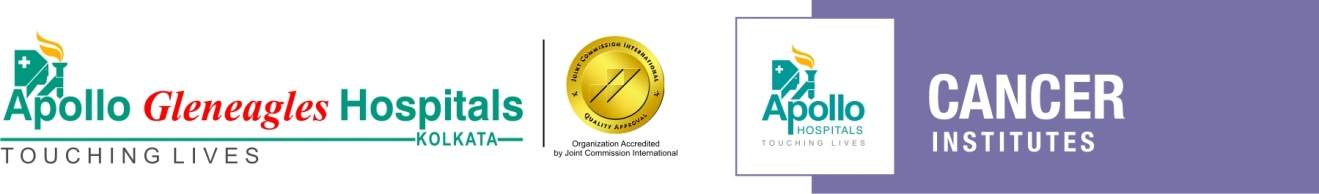 Apollo Gleneagles Hospitals
KOLKATA
TOUCHING LIVES
JOINT COMMISSION INTERNATIONAL
QUALITY APPROVAL
Organization Accredited
by Joint Commission International
Apollo
HOSPITALS
TOUCHING LIVES
CANCER
INSTITUTES